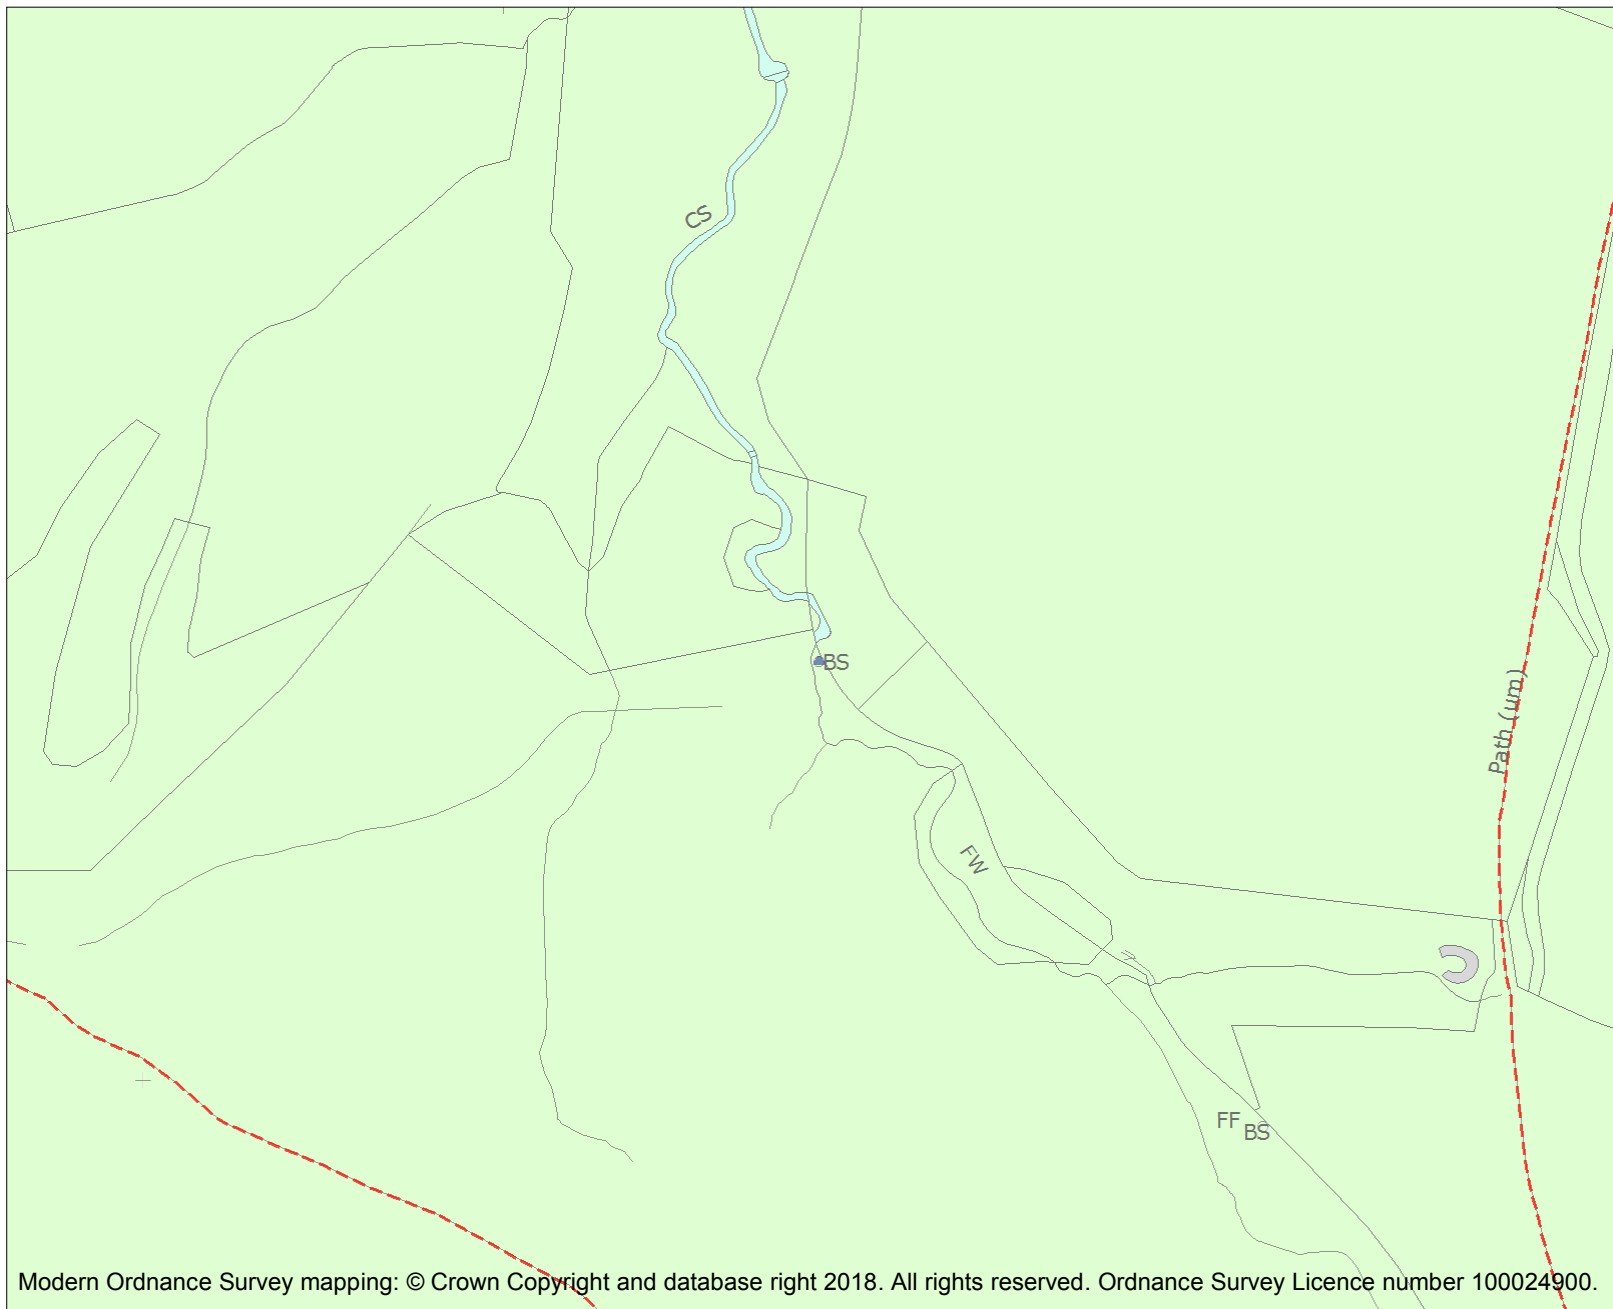 CS
BS
Path (um)
FW
FF
BS
Modern Ordnance Survey mapping: © Crown Copyright and database right 2018. All rights reserved. Ordnance Survey Licence number 100024900.